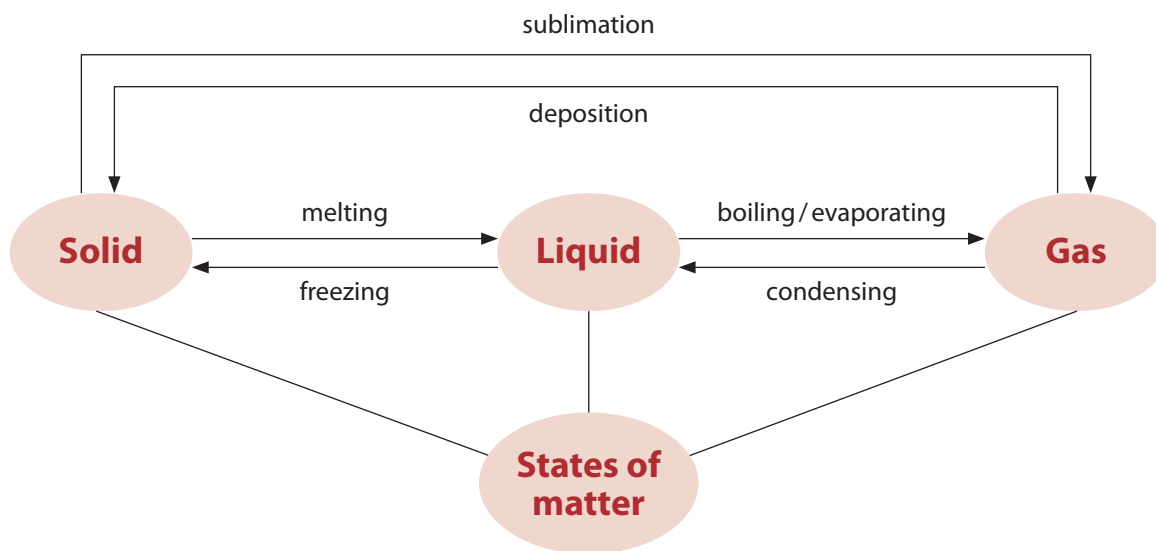 sublimation
deposition
melting
boiling / evaporating
Solid
Liquid
Gas
freezing
condensing
States of
matter